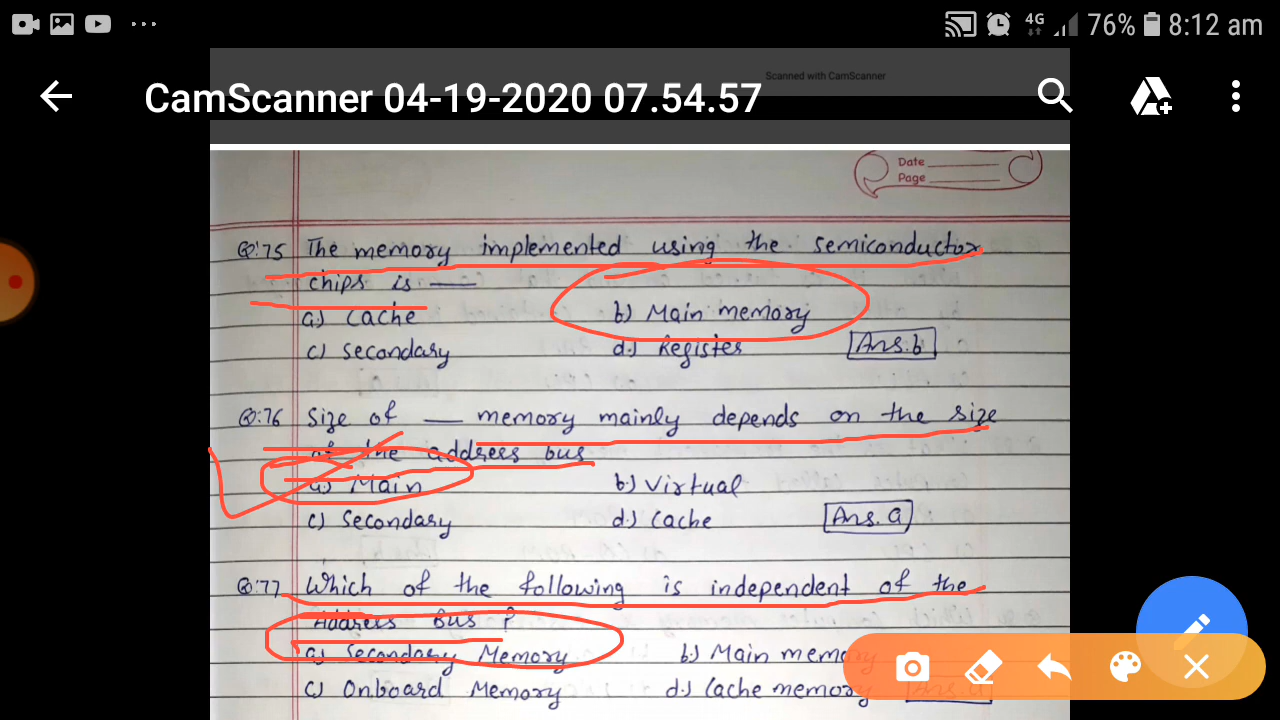 4G 76% 8:12 am
Scanned with CamScanner
CamScanner 04-19-2020 07.54.57
Date
Page
Q:75 The memory implemented using the semiconductor
chips is ——
a) Cache b) Main memory
c) Secondary d.) Register Ans.b
Q:76 Size of —— memory mainly depends on the size
of the address bus
a) Main b.) Virtual
c) Secondary d.) Cache Ans. a
Q:77 Which of the following is independent of the
Address Bus ?
a) Secondary Memory b.) Main memory
c) Onboard Memory d.) Cache memory Ans. a